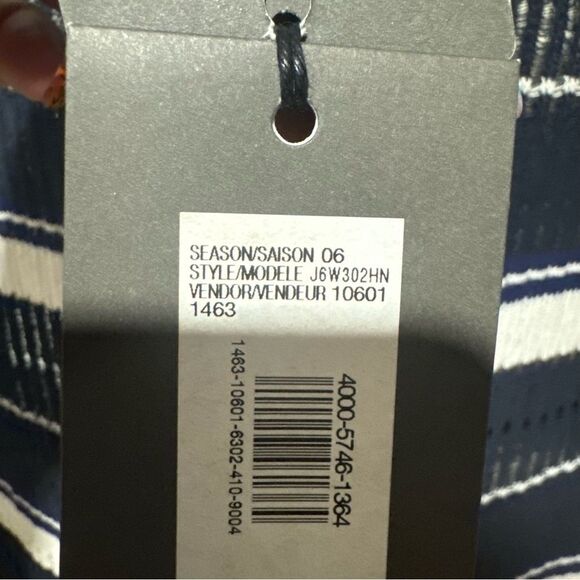 SEASON/SAISON 06
STYLE/MODELE J6W302HN
VENDOR/VENDEUR 10601
1463
4000-5746-1364
1463-10601-6302-410-9004